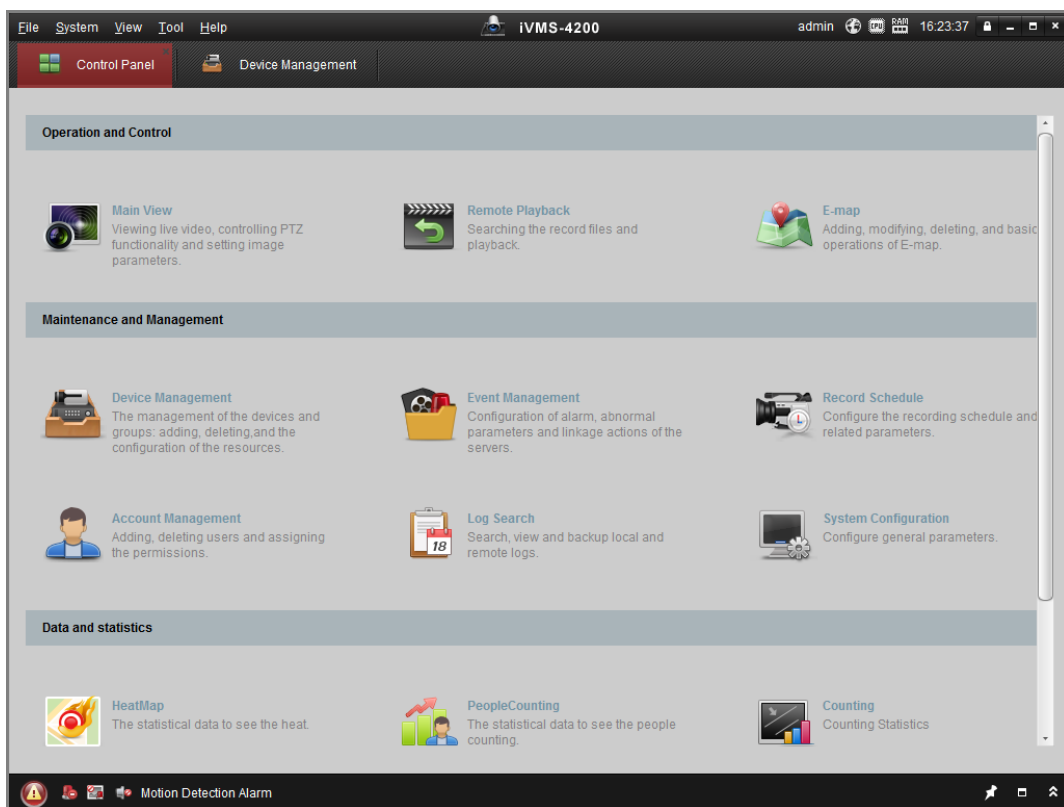 File System View Tool Help iVMS-4200 admin CPU RAM 16:23:37
Control Panel Device Management
Operation and Control
Main View
Viewing live video, controlling PTZ
functionality and setting image
parameters.
Remote Playback
Searching the record files and
playback.
E-map
Adding, modifying, deleting, and basic
operations of E-map.
Maintenance and Management
Device Management
The management of the devices and
groups: adding, deleting,and the
configuration of the resources.
Event Management
Configuration of alarm, abnormal
parameters and linkage actions of the
servers.
Record Schedule
Configure the recording schedule and
related parameters.
Account Management
Adding, deleting users and assigning
the permissions.
Log Search
Search, view and backup local and
remote logs.
18
System Configuration
Configure general parameters.
Data and statistics
HeatMap
The statistical data to see the heat.
PeopleCounting
The statistical data to see the people
counting.
Counting
Counting Statistics
Motion Detection Alarm